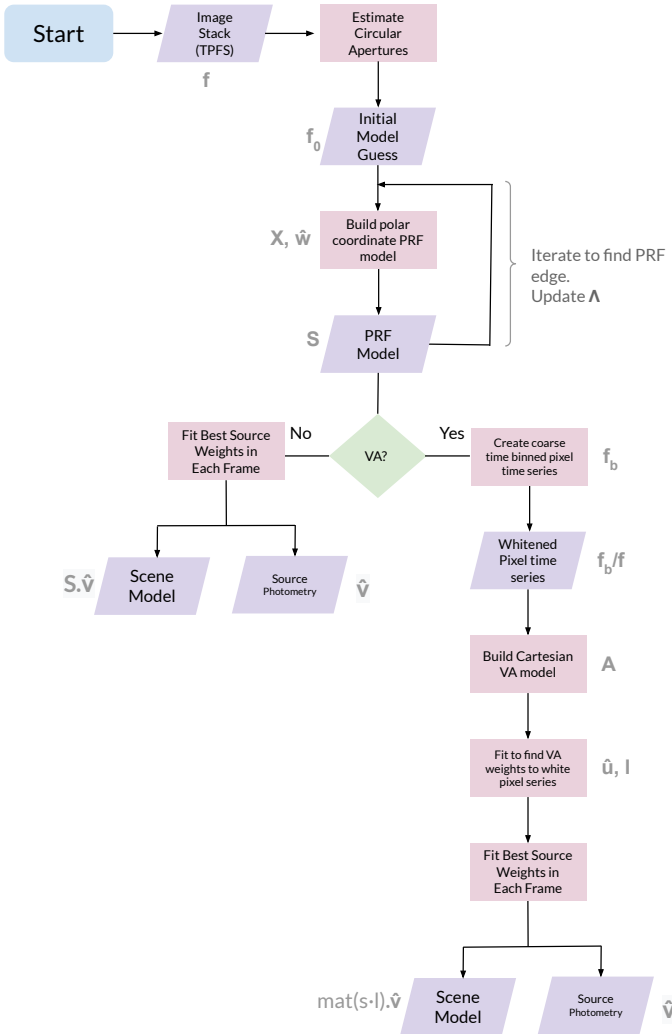 Start
Image
Stack
(TPFS)
f
Estimate
Circular
Apertures
f₀
Initial
Model
Guess
X, ŵ
Build polar
coordinate PRF
model
Iterate to find PRF
edge.
Update Λ
S
PRF
Model
No
VA?
Yes
Fit Best Source
Weights in
Each Frame
Create coarse
time binned pixel
time series
f_b
S.v̂
Scene
Model
Source
Photometry
v̂
Whitened
Pixel time
series
f_b/f
Build Cartesian
VA model
A
Fit to find VA
weights to white
pixel series
û, l
Fit Best Source
Weights in
Each Frame
mat(s·l).v̂
Scene
Model
Source
Photometry
v̂